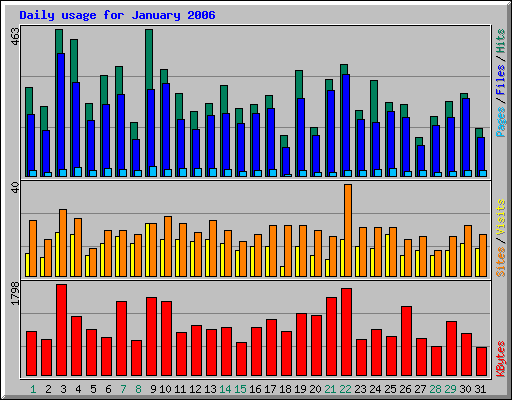 Daily usage for January 2006
463
Pages / Files / Hits
40
Sites / Visits
1798
KBytes
1 2 3 4 5 6 7 8 9 10 11 12 13 14 15 16 17 18 19 20 21 22 23 24 25 26 27 28 29 30 31